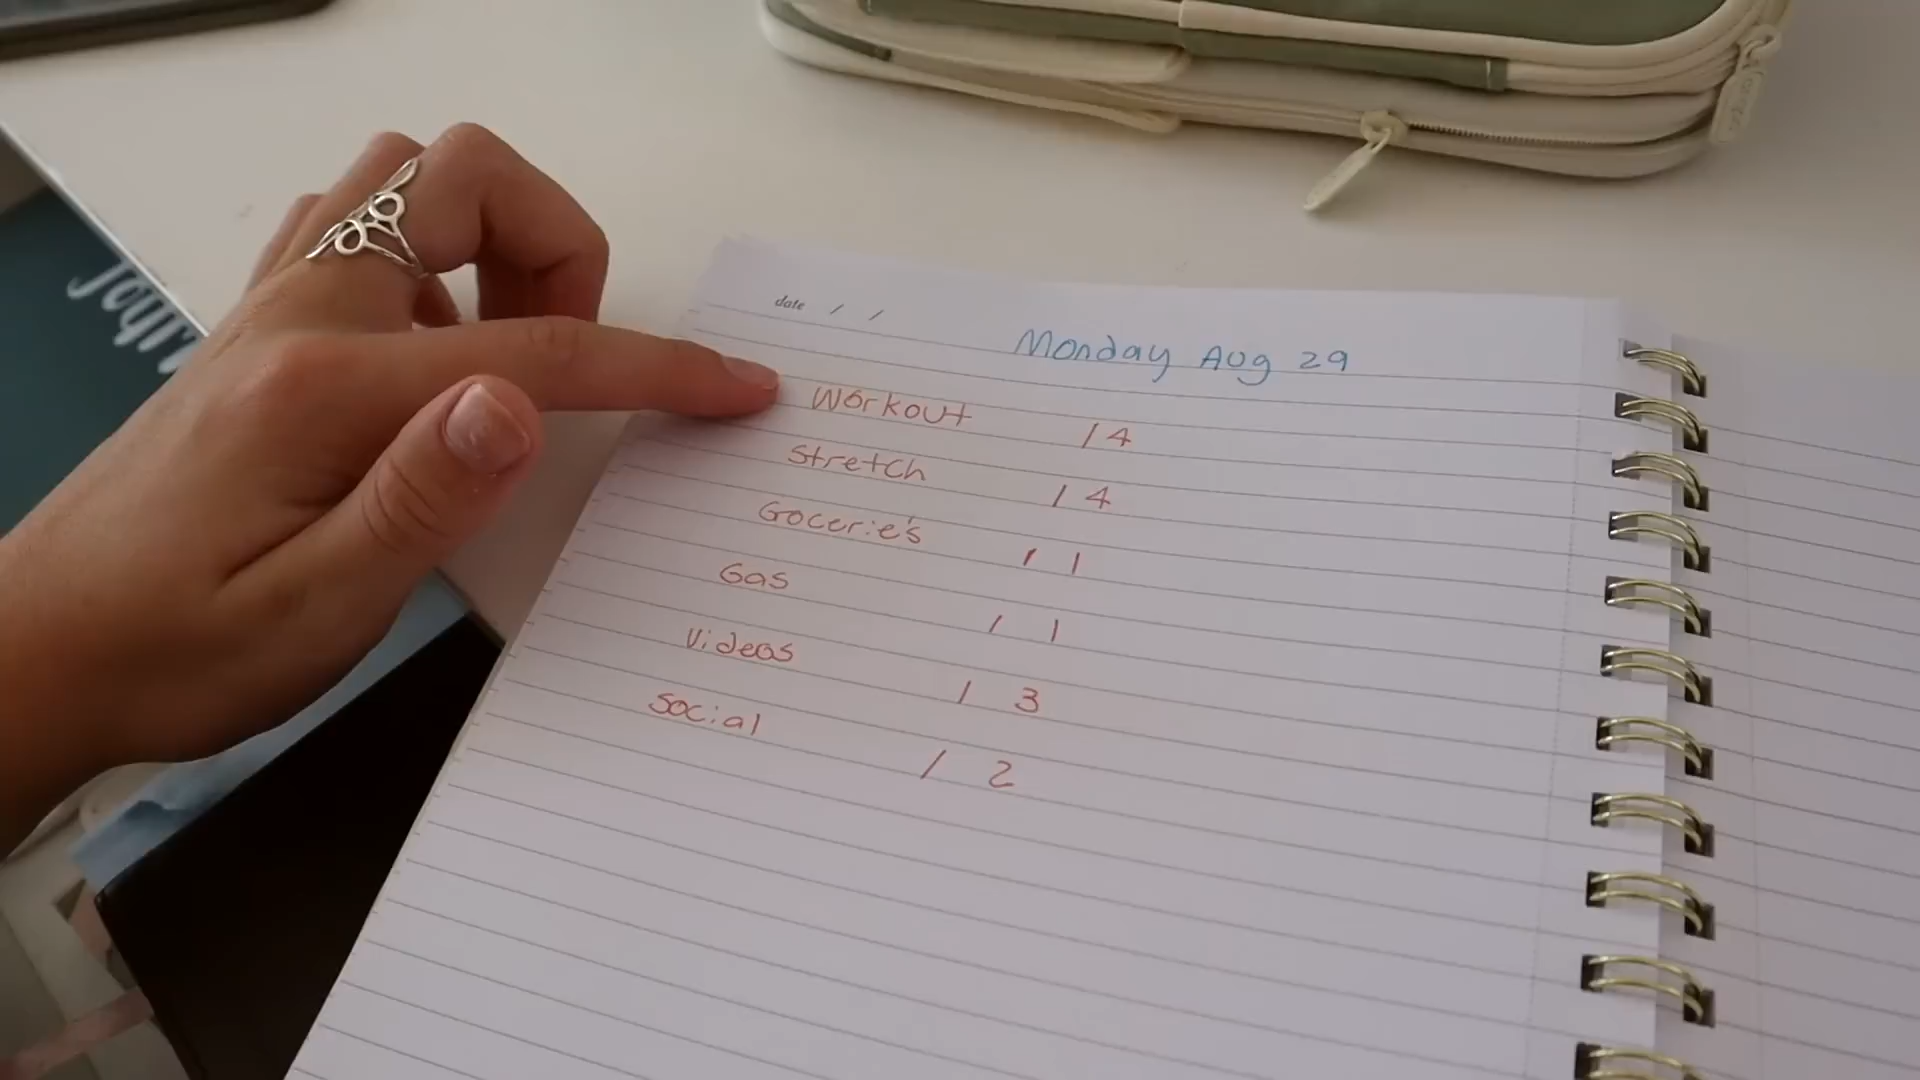 date / /
Monday Aug 29
Workout / 4
Stretch / 4
Gocerie's / 1
Gas / 1
Videos / 3
Social / 2